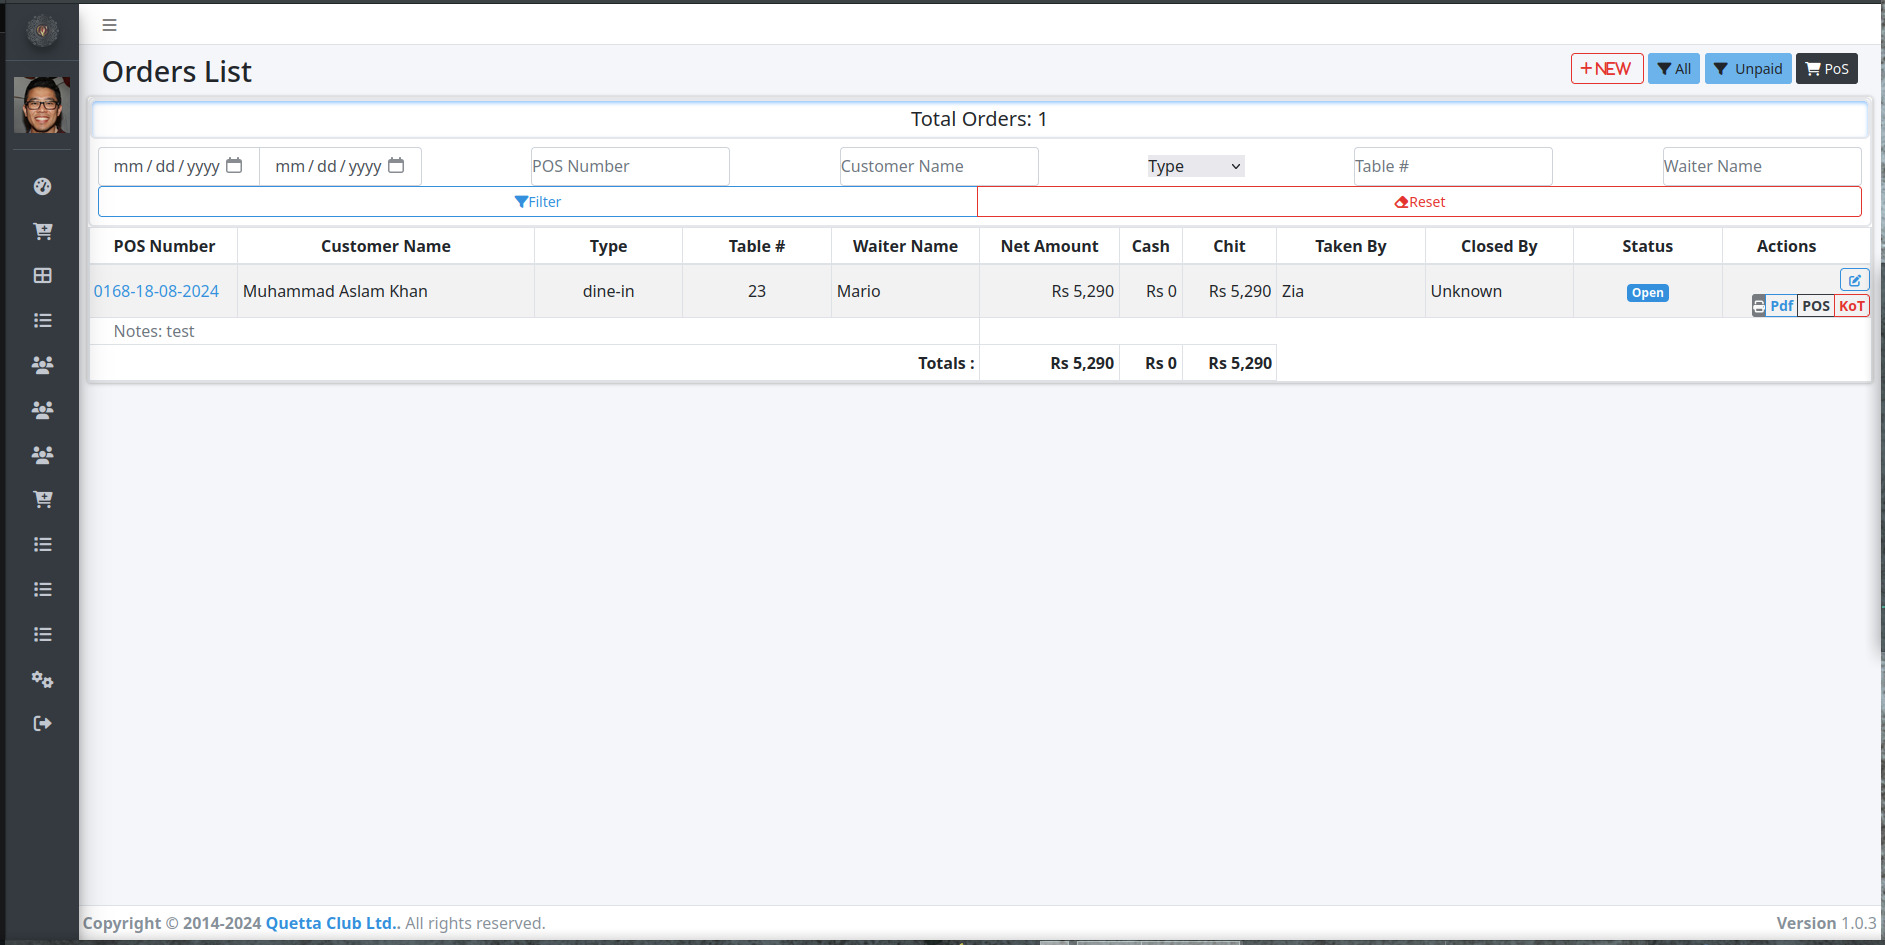 Orders List
+NEW
All
Unpaid
PoS
Total Orders: 1
mm/dd/yyyy
mm/dd/yyyy
POS Number
Customer Name
Type
Table #
Waiter Name
Filter
Reset
POS Number Customer Name Type Table # Waiter Name Net Amount Cash Chit Taken By Closed By Status Actions
0168-18-08-2024 Muhammad Aslam Khan dine-in 23 Mario Rs 5,290 Rs 0 Rs 5,290 Zia Unknown Open
Pdf POS KoT
Notes: test
Totals : Rs 5,290 Rs 0 Rs 5,290
Copyright © 2014-2024 Quetta Club Ltd.. All rights reserved.
Version 1.0.3